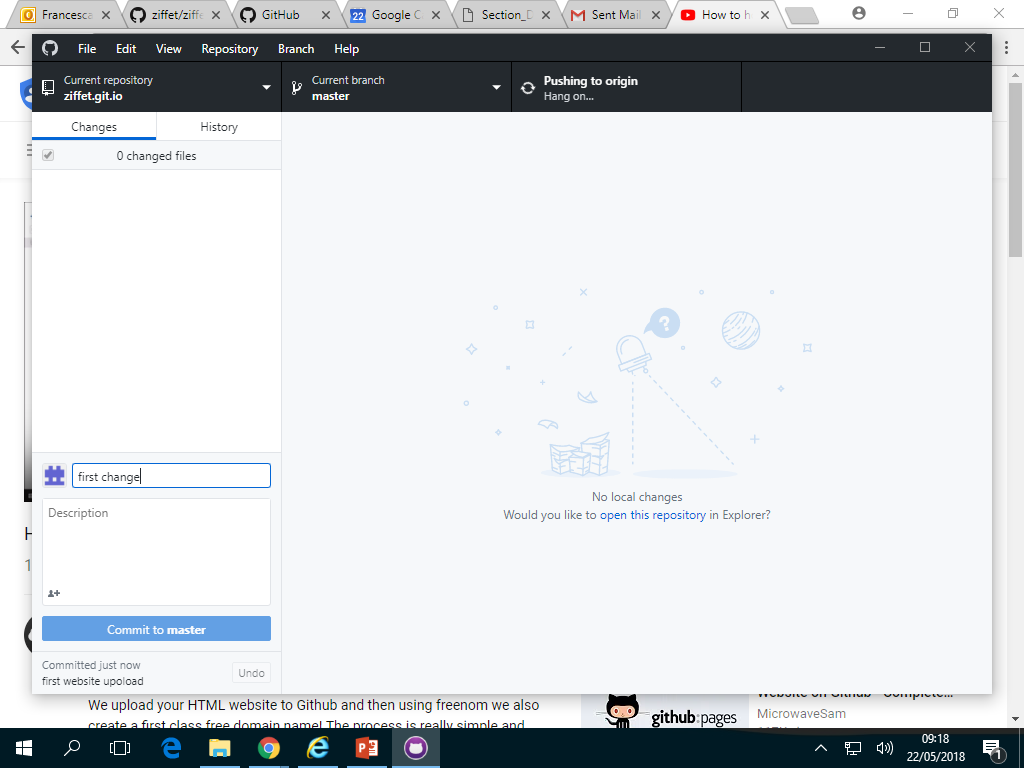 Francesca
ziffet/ziffe
GitHub
22 Google C
Section_D
Sent Mail
How to h
File Edit View Repository Branch Help
Current repository
ziffet.git.io
Current branch
master
Pushing to origin
Hang on...
Changes History
0 changed files
?
No local changes
Would you like to open this repository in Explorer?
first change
Description
Commit to master
Committed just now
first website upoload
Undo
We upload your HTML website to Github and then using freenom we also
create a first class free domain name! The process is really simple and
github:pages
Website on Github - Complete...
MicrowaveSam
09:18
22/05/2018
1